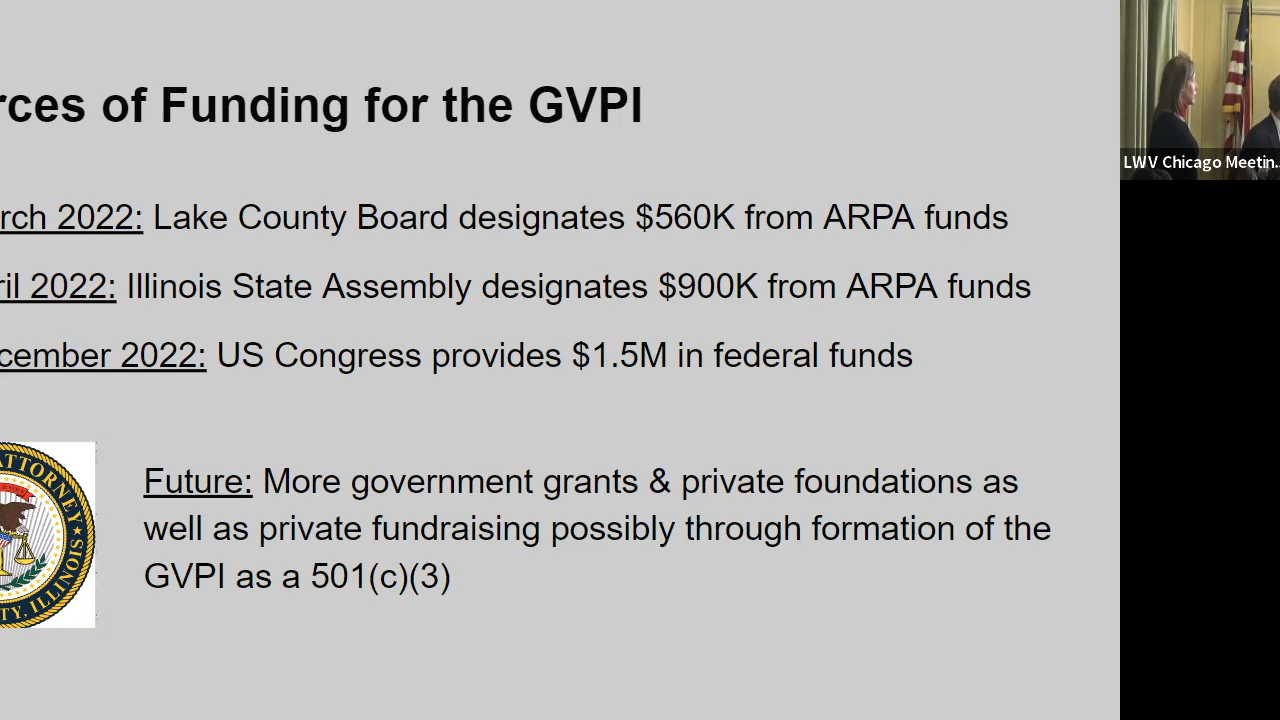 rces of Funding for the GVPI
rch 2022: Lake County Board designates $560K from ARPA funds
ril 2022: Illinois State Assembly designates $900K from ARPA funds
cember 2022: US Congress provides $1.5M in federal funds
Future: More government grants & private foundations as
well as private fundraising possibly through formation of the
GVPI as a 501(c)(3)
ATTORNEY
TY, ILLINOIS
LWV Chicago Meetin...